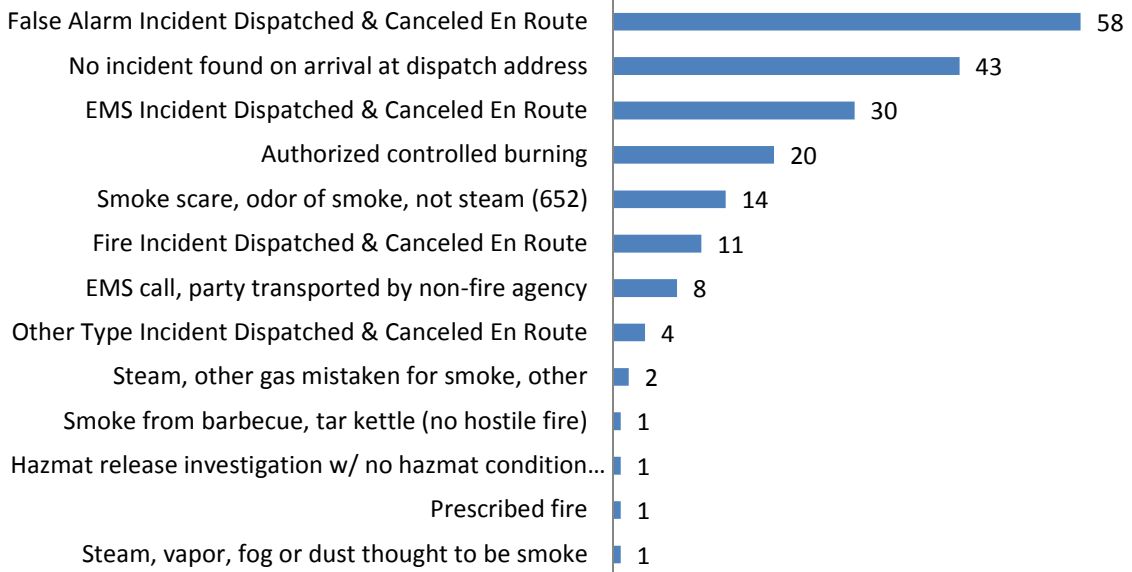 False Alarm Incident Dispatched & Canceled En Route 58
No incident found on arrival at dispatch address 43
EMS Incident Dispatched & Canceled En Route 30
Authorized controlled burning 20
Smoke scare, odor of smoke, not steam (652) 14
Fire Incident Dispatched & Canceled En Route 11
EMS call, party transported by non-fire agency 8
Other Type Incident Dispatched & Canceled En Route 4
Steam, other gas mistaken for smoke, other 2
Smoke from barbecue, tar kettle (no hostile fire) 1
Hazmat release investigation w/ no hazmat condition... 1
Prescribed fire 1
Steam, vapor, fog or dust thought to be smoke 1